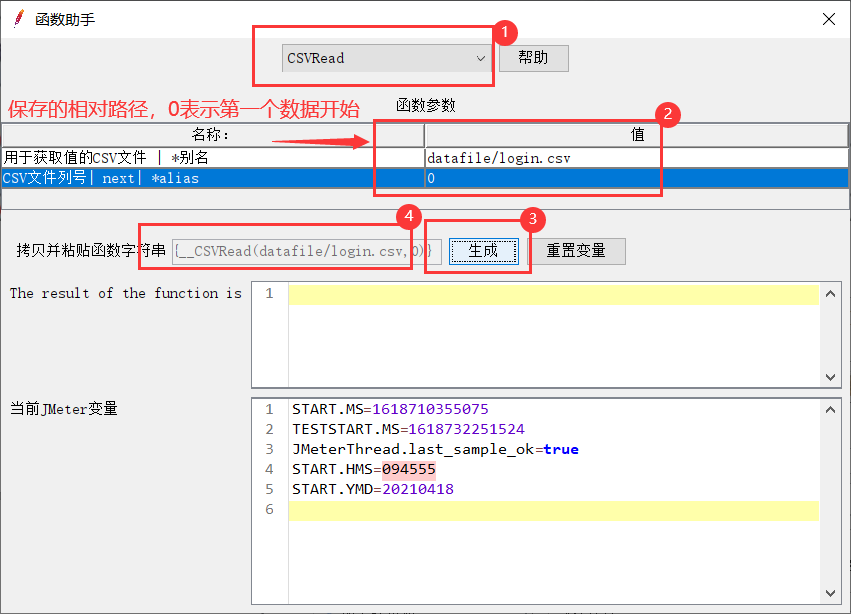 函数助手
1
CSVRead
帮助
保存的相对路径，0表示第一个数据开始
函数参数
2
名称：
值
用于获取值的CSV文件 | *别名
datafile/login.csv
CSV文件列号| next| *alias
0
4
3
拷贝并粘贴函数字符串
{__CSVRead(datafile/login.csv,0)}
生成
重置变量
The result of the function is
1
当前JMeter变量
1 START.MS=1618710355075
2 TESTSTART.MS=1618732251524
3 JMeterThread.last_sample_ok=true
4 START.HMS=094555
5 START.YMD=20210418
6